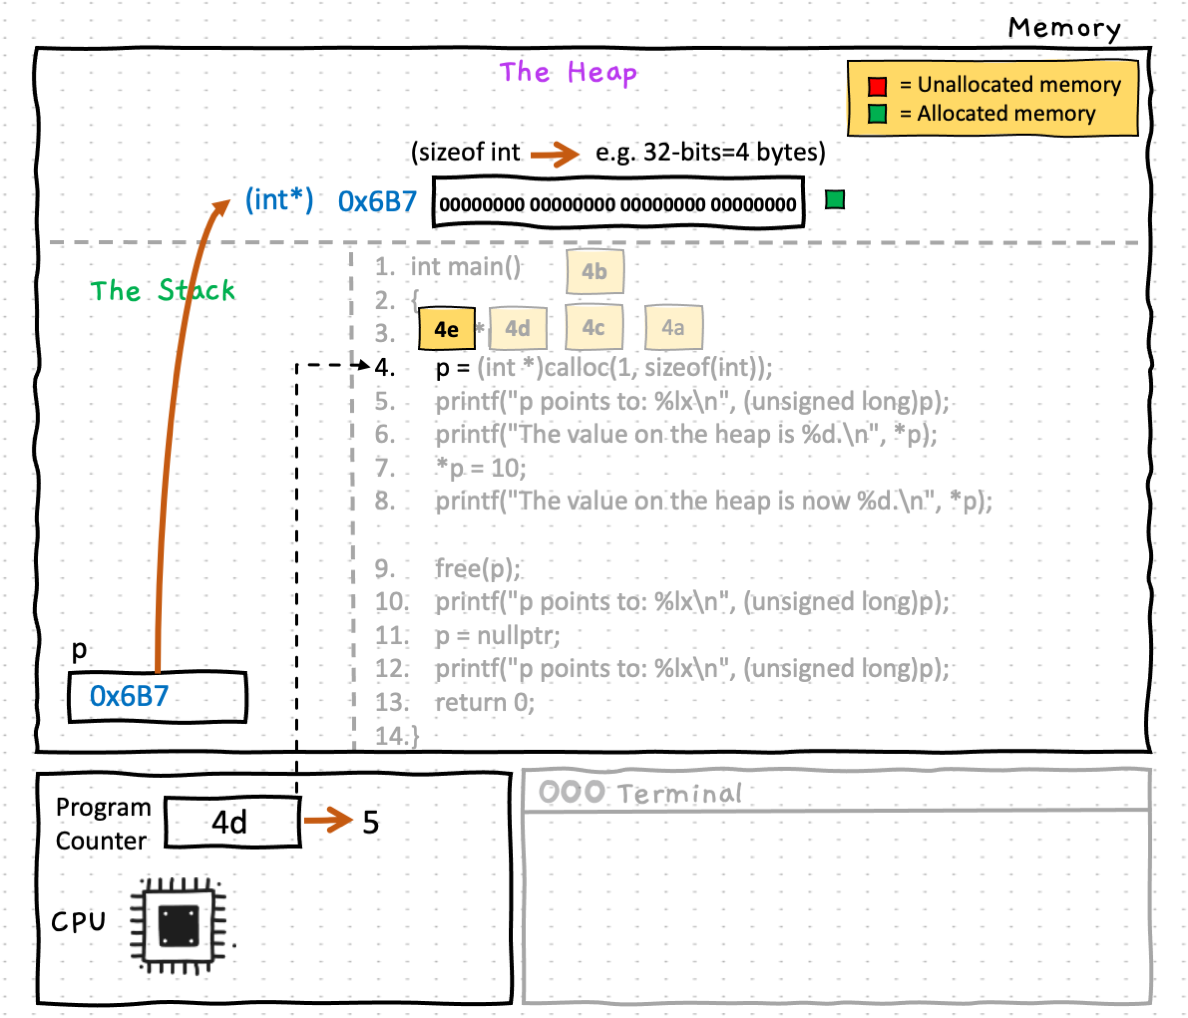 Memory
The Heap
= Unallocated memory
= Allocated memory
(sizeof int e.g. 32-bits=4 bytes)
(int*) 0x6B7 00000000 00000000 00000000 00000000
The Stack
1. int main() 4b
2. {
3. 4e * 4d 4c 4a
4. p = (int *)calloc(1, sizeof(int));
5. printf("p points to: %lx\n", (unsigned long)p);
6. printf("The value on the heap is %d.\n", *p);
7. *p = 10;
8. printf("The value on the heap is now %d.\n", *p);
9. free(p);
10. printf("p points to: %lx\n", (unsigned long)p);
11. p = nullptr;
12. printf("p points to: %lx\n", (unsigned long)p);
13. return 0;
14.}
p
0x6B7
Program
Counter
4d 5
CPU
Terminal